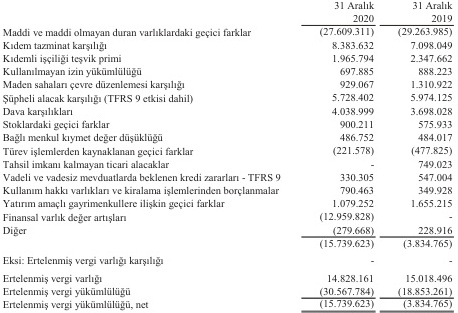 31 Aralık 31 Aralık
2020 2019
Maddi ve maddi olmayan duran varlıklardaki geçici farklar (27.609.311) (29.263.985)
Kıdem tazminat karşılığı 8.383.632 7.098.049
Kıdemli işçiliği teşvik primi 1.965.794 2.347.662
Kullanılmayan izin yükümlülüğü 697.885 888.223
Maden sahaları çevre düzenlemesi karşılığı 929.067 1.310.922
Şüpheli alacak karşılığı (TFRS 9 etkisi dahil) 5.728.402 5.974.125
Dava karşılıkları 4.038.999 3.698.028
Stoklardaki geçici farklar 900.211 575.933
Bağlı menkul kıymet değer düşüklüğü 486.752 484.017
Türev işlemlerden kaynaklanan geçici farklar (221.578) (477.825)
Tahsil imkanı kalmayan ticari alacaklar - 749.023
Vadeli ve vadesiz mevduatlarda beklenen kredi zararları - TFRS 9 330.305 547.004
Kullanım hakkı varlıkları ve kiralama işlemlerinden borçlanmalar 790.463 349.928
Yatırım amaçlı gayrimenkullere ilişkin geçici farklar 1.079.252 1.655.215
Finansal varlık değer artışları (12.959.828) -
Diğer (279.668) 228.916
(15.739.623) (3.834.765)
Eksi: Ertelenmiş vergi varlığı karşılığı - -
Ertelenmiş vergi varlığı 14.828.161 15.018.496
Ertelenmiş vergi yükümlülüğü (30.567.784) (18.853.261)
Ertelenmiş vergi yükümlülüğü, net (15.739.623) (3.834.765)